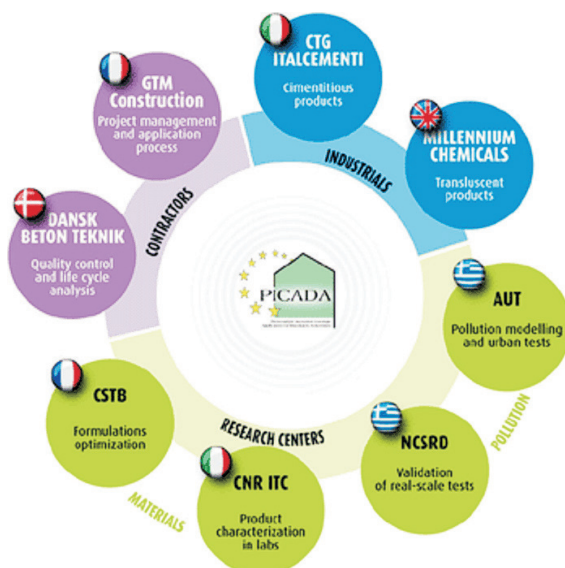 CTG
ITALCEMENTI
Cimentitious
products
GTM
Construction
Project management
and application
process
MILLENNIUM
CHEMICALS
Transluscent
products
INDUSTRIALS
CONTRACTORS
DANSK
BETON TEKNIK
Quality control
and life cycle
analysis
PICADA
AUT
Pollution modelling
and urban tests
CSTB
Formulations
optimization
RESEARCH CENTERS
NCSRD
Validation
of real-scale tests
POLLUTION
MATERIALS
CNR ITC
Product
characterization
in labs